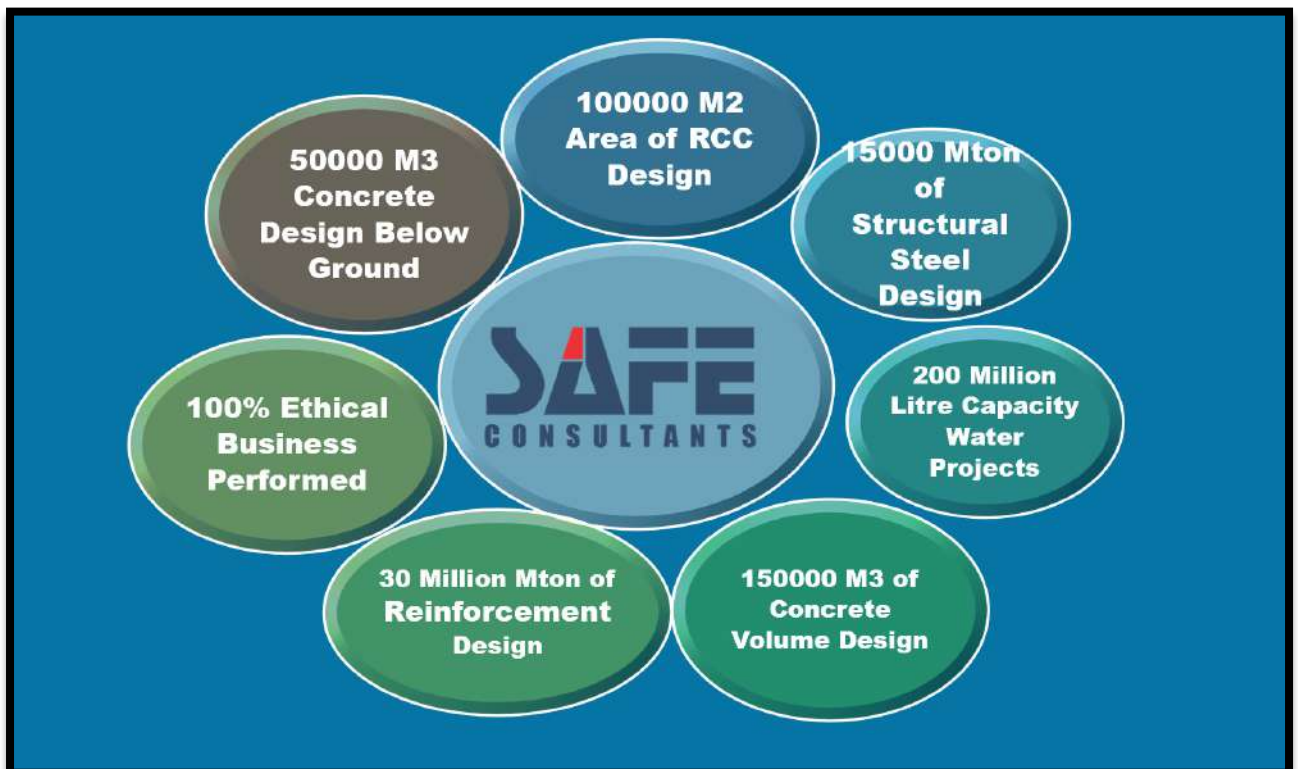 100000 M2
Area of RCC
Design
15000 Mton
of
Structural
Steel
Design
200 Million
Litre Capacity
Water
Projects
150000 M3 of
Concrete
Volume Design
30 Million Mton of
Reinforcement
Design
100% Ethical
Business
Performed
50000 M3
Concrete
Design Below
Ground
SAFE
CONSULTANTS